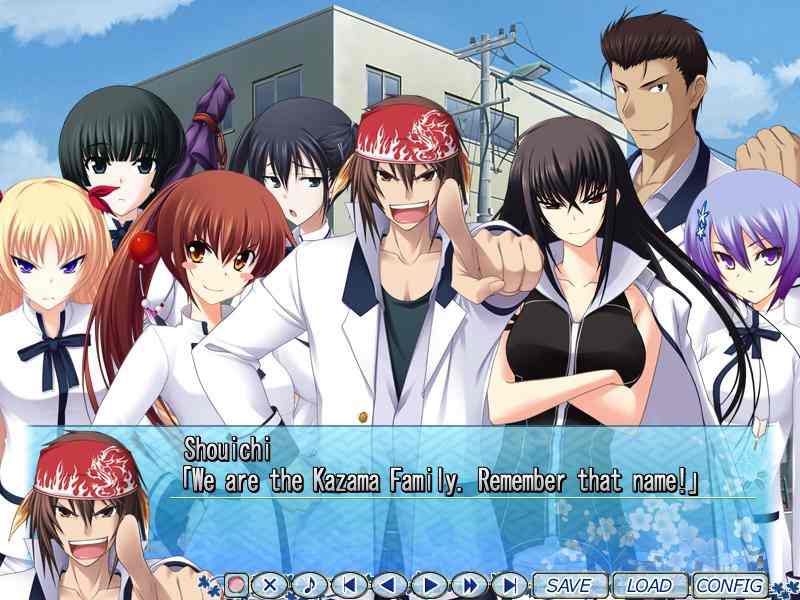 Shouichi
「We are the Kazama Family. Remember that name!」
SAVE LOAD CONFIG